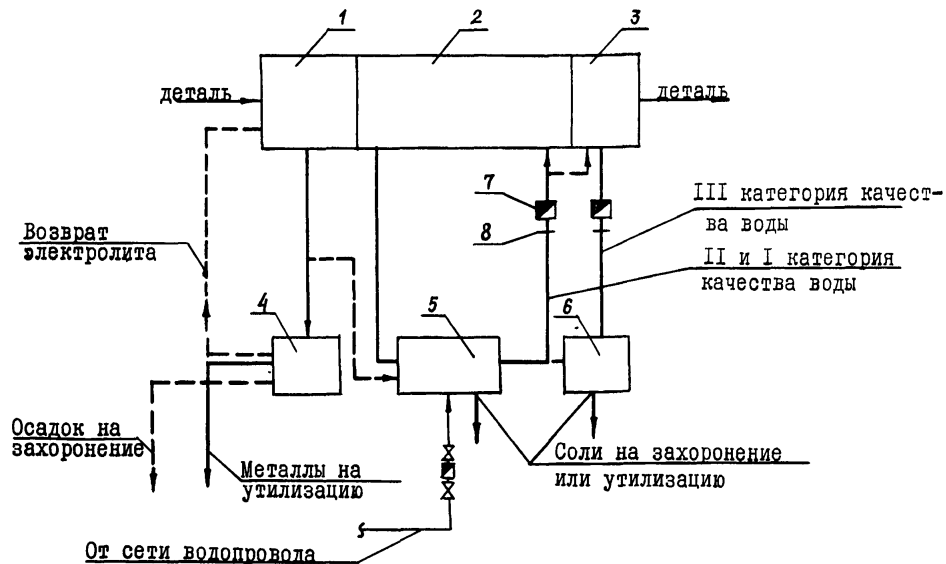 1
2
3
деталь
деталь
7
8
III категория качест-
ва воды
II и I категория
качества воды
Возврат
электролита
4
5
6
Осадок на
захоронение
Металлы на
утилизацию
Соли на захоронение
или утилизацию
От сети водопровола